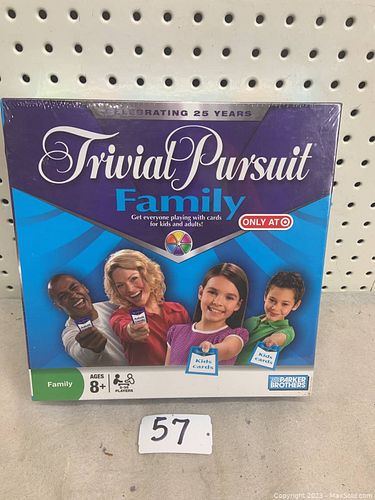 CELEBRATING 25 YEARS
Trivial Pursuit
Family
Get everyone playing with cards
for kids and adults!
ONLY AT
Kids
cards
Kids
cards
Family
AGES
8+
PLAYERS
PARKER
BROTHERS
57
Copyright 2023 - MaxSold.com